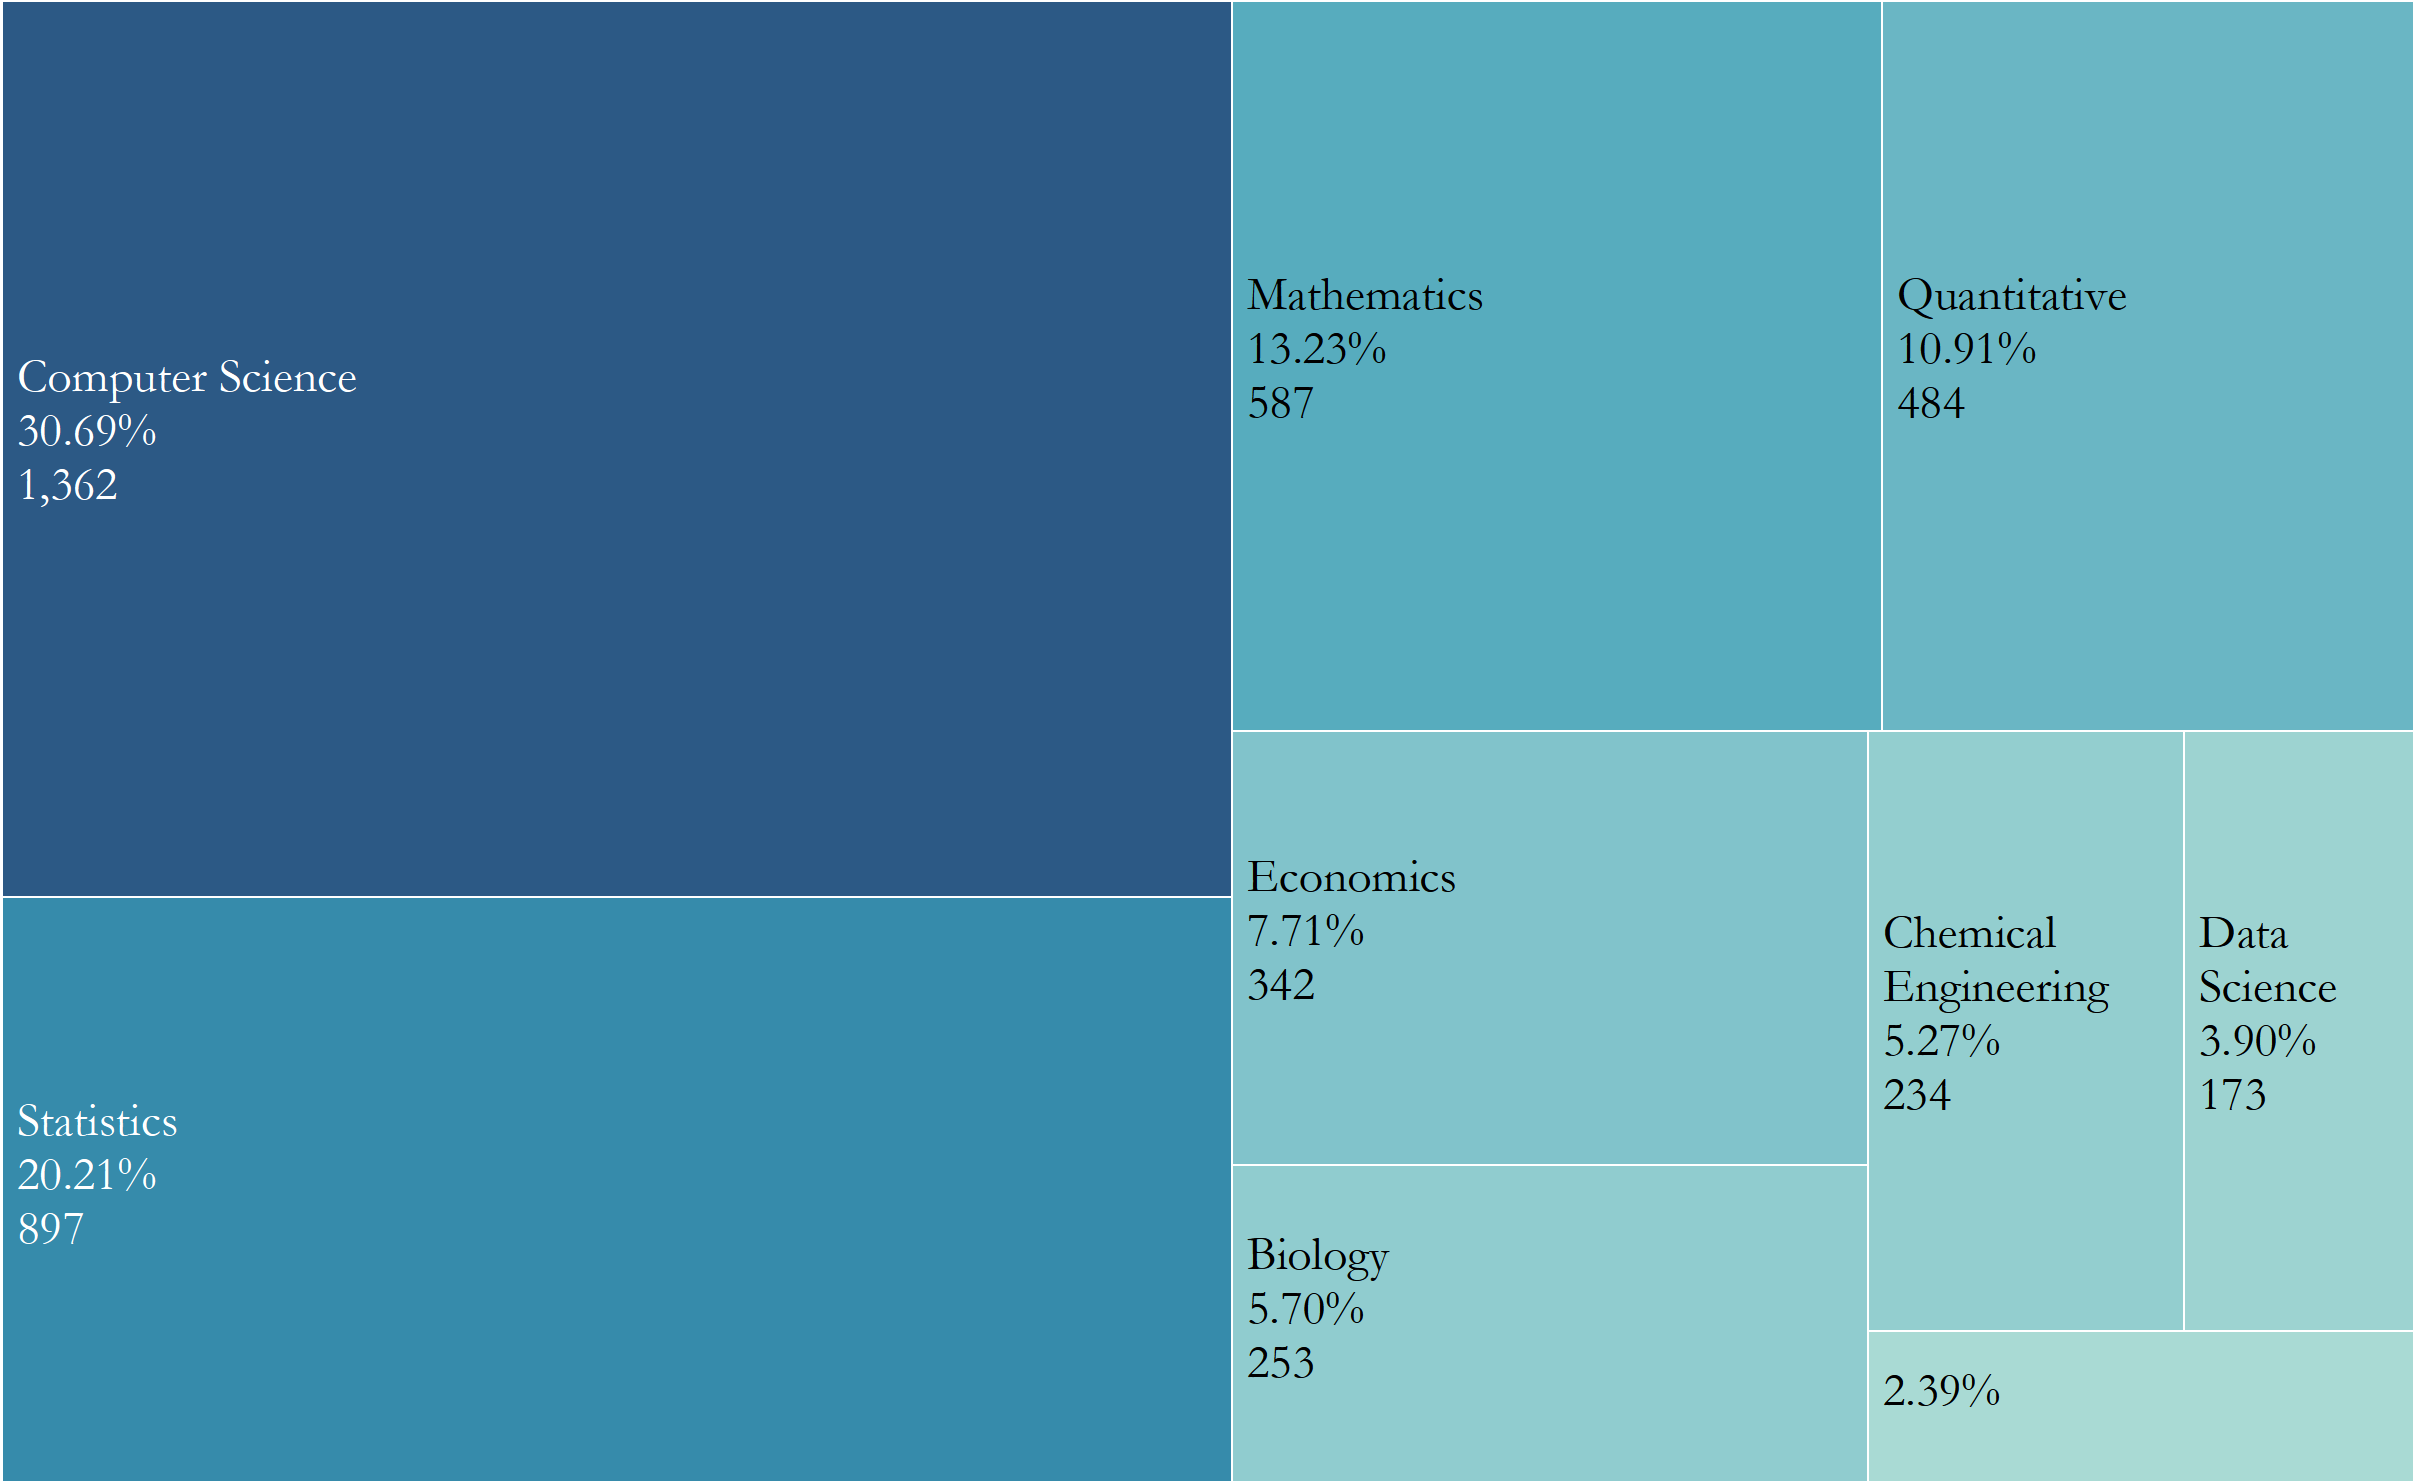 Computer Science
30.69%
1,362
Statistics
20.21%
897
Mathematics
13.23%
587
Quantitative
10.91%
484
Economics
7.71%
342
Biology
5.70%
253
Chemical
Engineering
5.27%
234
Data
Science
3.90%
173
2.39%